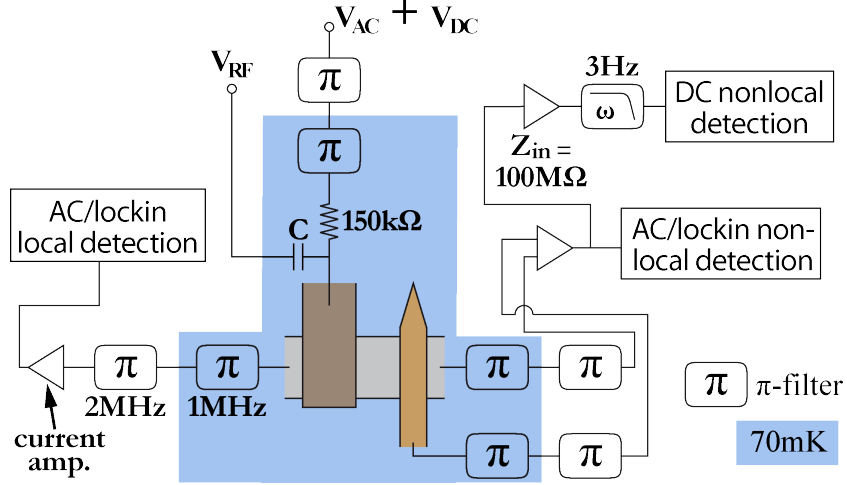 V_AC + V_DC
V_RF
π
π
150kΩ
C
3Hz
ω
DC nonlocal
detection
Z_in =
100MΩ
AC/lockin
local detection
AC/lockin non-
local detection
π
π
2MHz
1MHz
current
amp.
π
π
π
π
π
π-filter
70mK